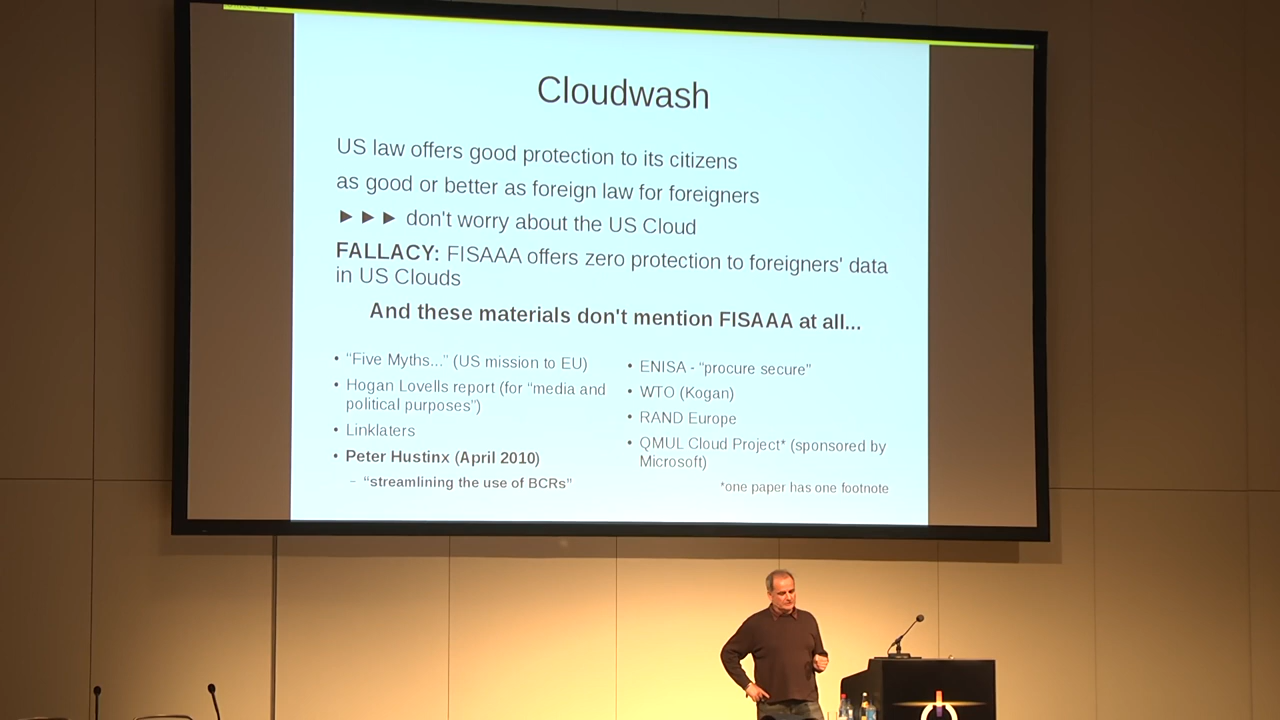 Cloudwash
US law offers good protection to its citizens
as good or better as foreign law for foreigners
►►► don't worry about the US Cloud
FALLACY: FISAAA offers zero protection to foreigners' data
in US Clouds
And these materials don't mention FISAAA at all...
• "Five Myths..." (US mission to EU)
• Hogan Lovells report (for "media and
political purposes")
• Linklaters
• Peter Hustinx (April 2010)
– "streamlining the use of BCRs"
• ENISA - "procure secure"
• WTO (Kogan)
• RAND Europe
• QMUL Cloud Project* (sponsored by
Microsoft)
*one paper has one footnote